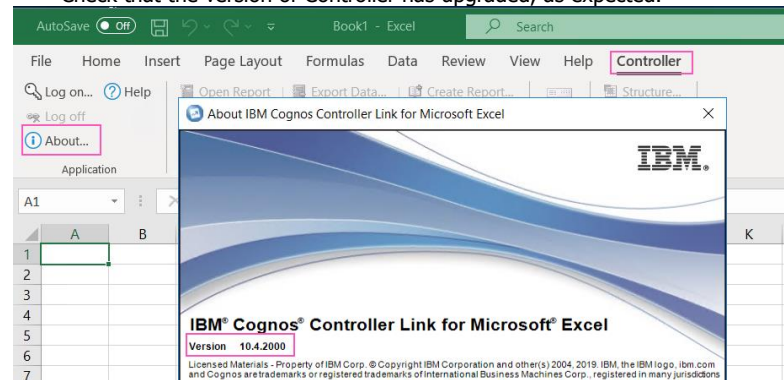 Check that the version of Controller has upgraded, as expected:
AutoSave Off Book1 - Excel Search
File Home Insert Page Layout Formulas Data Review View Help Controller
Log on... Help Open Report Export Data... Create Report... Structure...
Log off
About...
Application
About IBM Cognos Controller Link for Microsoft Excel
IBM®
A1
A B K
1
2
3
4
5
6
7
IBM® Cognos® Controller Link for Microsoft® Excel
Version 10.4.2000
Licensed Materials - Property of IBM Corp. © Copyright IBM Corporation and other(s) 2004, 2019. IBM, the IBM logo, ibm.com
and Cognos are trademarks or registered trademarks of International Business Machines Corp., registered in many jurisdictions